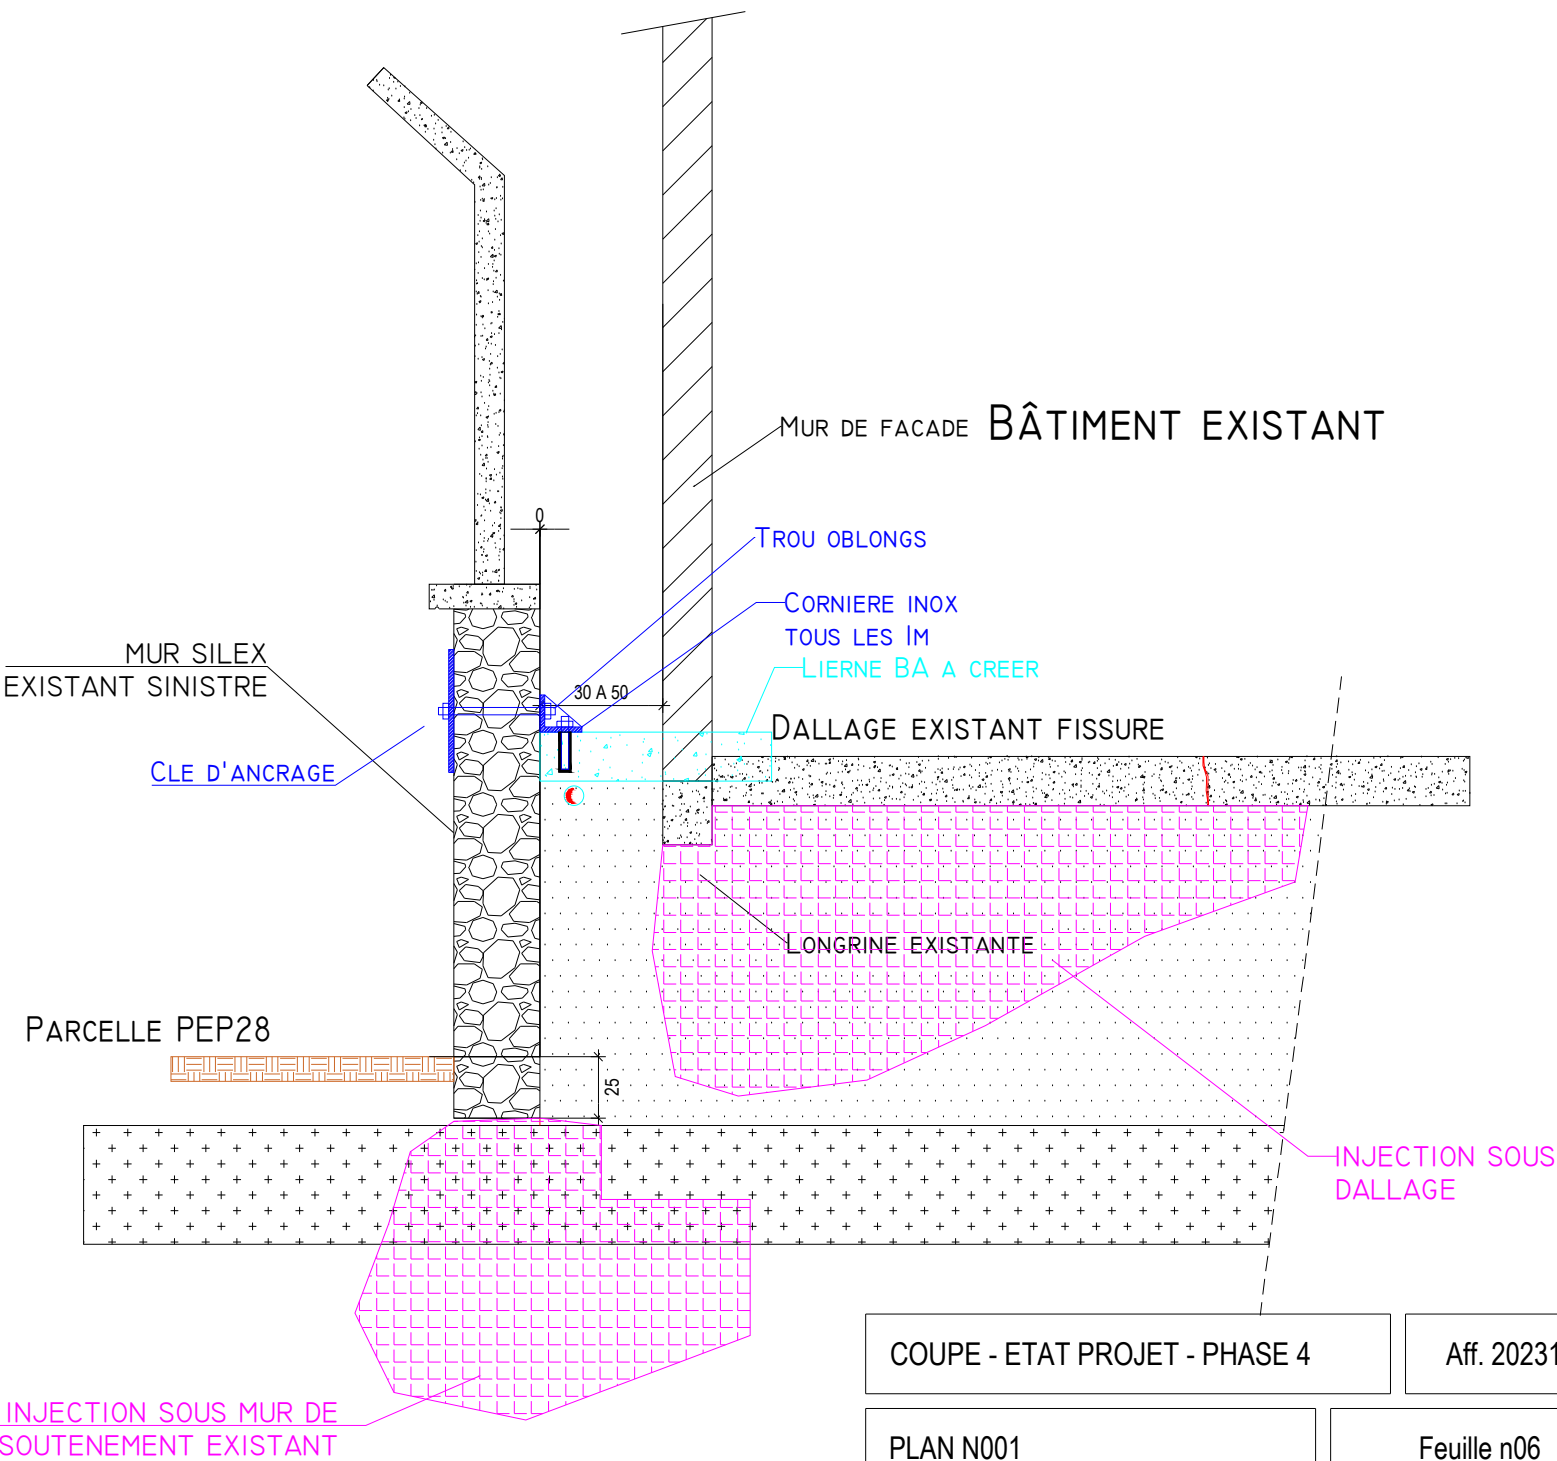 MUR DE FACADE BÂTIMENT EXISTANT
0
TROU OBLONGS
CORNIERE INOX
TOUS LES 1M
LIERNE BA A CREER
MUR SILEX
EXISTANT SINISTRE
30 A 50
DALLAGE EXISTANT FISSURE
CLE D'ANCRAGE
LONGRINE EXISTANTE
PARCELLE PEP28
25
INJECTION SOUS
DALLAGE
COUPE - ETAT PROJET - PHASE 4
Aff. 20231
INJECTION SOUS MUR DE
SOUTENEMENT EXISTANT
PLAN N001
Feuille n06